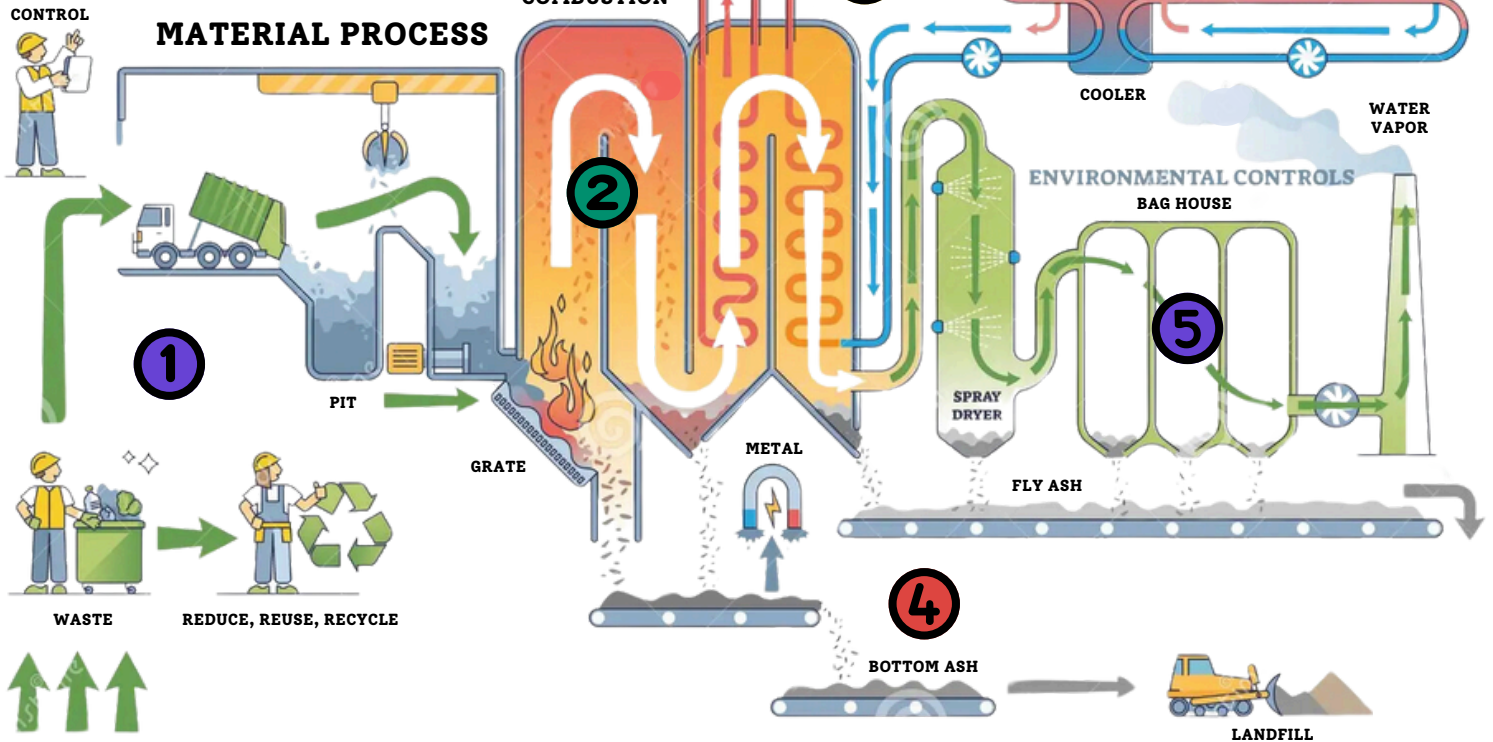 CONTROL
MATERIAL PROCESS
COOLER
WATER
VAPOR
ENVIRONMENTAL CONTROLS
BAG HOUSE
2
1
5
SPRAY
DRYER
PIT
GRATE
METAL
FLY ASH
4
WASTE
REDUCE, REUSE, RECYCLE
BOTTOM ASH
LANDFILL